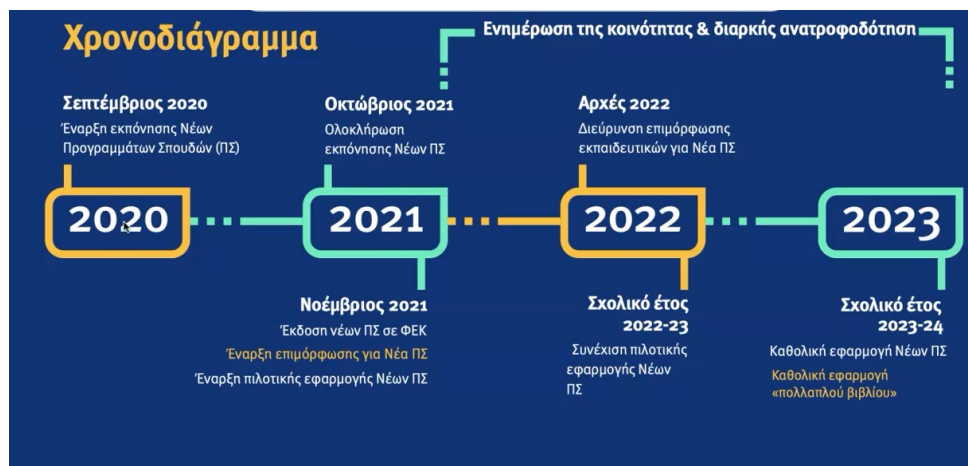 Χρονοδιάγραμμα
Ενημέρωση της κοινότητας & διαρκής ανατροφοδότηση
Σεπτέμβριος 2020
Έναρξη εκπόνησης Νέων
Προγραμμάτων Σπουδών (ΠΣ)
Οκτώβριος 2021
Ολοκλήρωση
εκπόνησης Νέων ΠΣ
Αρχές 2022
Διεύρυνση επιμόρφωσης
εκπαιδευτικών για Νέα ΠΣ
2020
2021
2022
2023
Νοέμβριος 2021
Έκδοση νέων ΠΣ σε ΦΕΚ
Έναρξη επιμόρφωσης για Νέα ΠΣ
Έναρξη πιλοτικής εφαρμογής Νέων ΠΣ
Σχολικό έτος
2022-23
Συνέχιση πιλοτικής
εφαρμογής Νέων
ΠΣ
Σχολικό έτος
2023-24
Καθολική εφαρμογή Νέων ΠΣ
Καθολική εφαρμογή
«πολλαπλού βιβλίου»